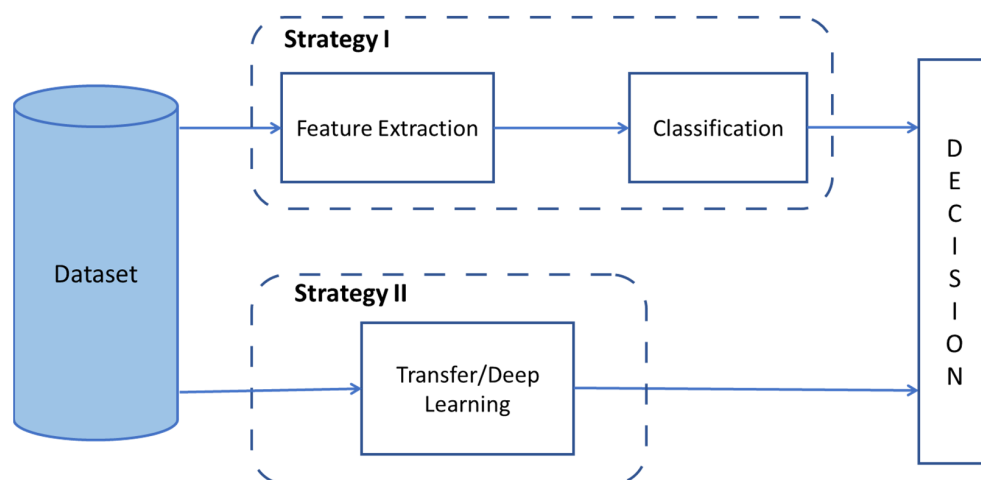 Strategy I
Feature Extraction
Classification
Dataset
Strategy II
Transfer/Deep
Learning
D
E
C
I
S
I
O
N